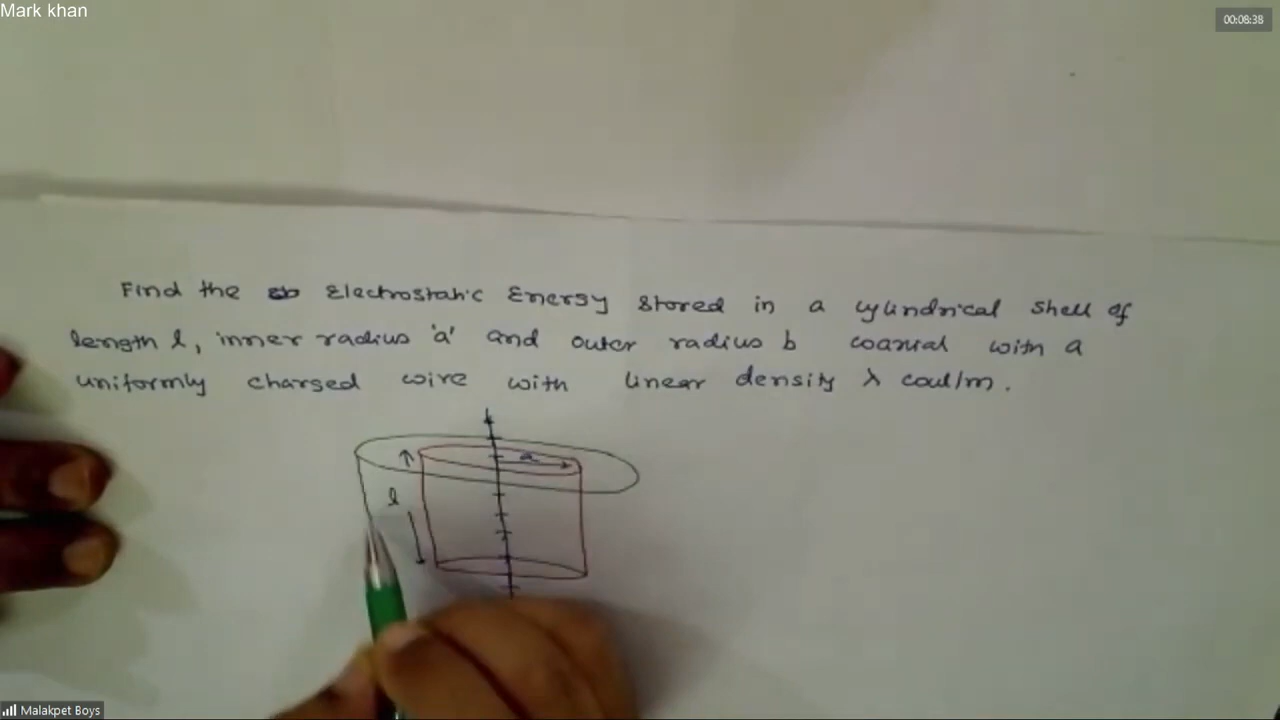 Mark khan
00:08:38
Find the Electrostatic Energy stored in a cylindrical shell of
length l, inner radius 'a' and outer radius b coaxial with a
uniformly charged wire with linear density λ coul/m.
a
l
Malakpet Boys